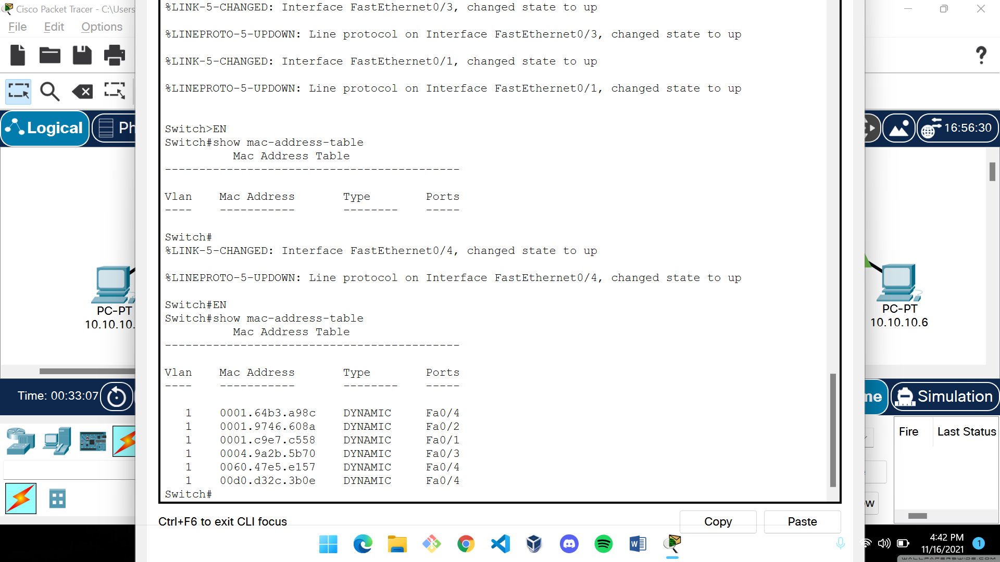 Cisco Packet Tracer - C:\Users
File Edit Options
%LINK-5-CHANGED: Interface FastEthernet0/3, changed state to up
%LINEPROTO-5-UPDOWN: Line protocol on Interface FastEthernet0/3, changed state to up
%LINK-5-CHANGED: Interface FastEthernet0/1, changed state to up
%LINEPROTO-5-UPDOWN: Line protocol on Interface FastEthernet0/1, changed state to up
Logical Ph
16:56:30
Switch>EN
Switch#show mac-address-table
Mac Address Table
-------------------------------------------
Vlan Mac Address Type Ports
---- ----------- -------- -----
Switch#
%LINK-5-CHANGED: Interface FastEthernet0/4, changed state to up
%LINEPROTO-5-UPDOWN: Line protocol on Interface FastEthernet0/4, changed state to up
Switch#EN
Switch#show mac-address-table
Mac Address Table
-------------------------------------------
Vlan Mac Address Type Ports
---- ----------- -------- -----
1 0001.64b3.a98c DYNAMIC Fa0/4
1 0001.9746.608a DYNAMIC Fa0/2
1 0001.c9e7.c558 DYNAMIC Fa0/1
1 0004.9a2b.5b70 DYNAMIC Fa0/3
1 0060.47e5.e157 DYNAMIC Fa0/4
1 00d0.d32c.3b0e DYNAMIC Fa0/4
Switch#
PC-PT
10.10.10.
PC-PT
10.10.10.6
Time: 00:33:07
me Simulation
Fire Last Status
w
Ctrl+F6 to exit CLI focus
Copy Paste
4:42 PM
11/16/2021
1
WALLPAPERSWIDE.COM